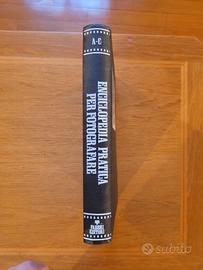 A-C
ENCICLOPEDIA PRATICA
PER FOTOGRAFARE
FABBRI
EDITORI
subito